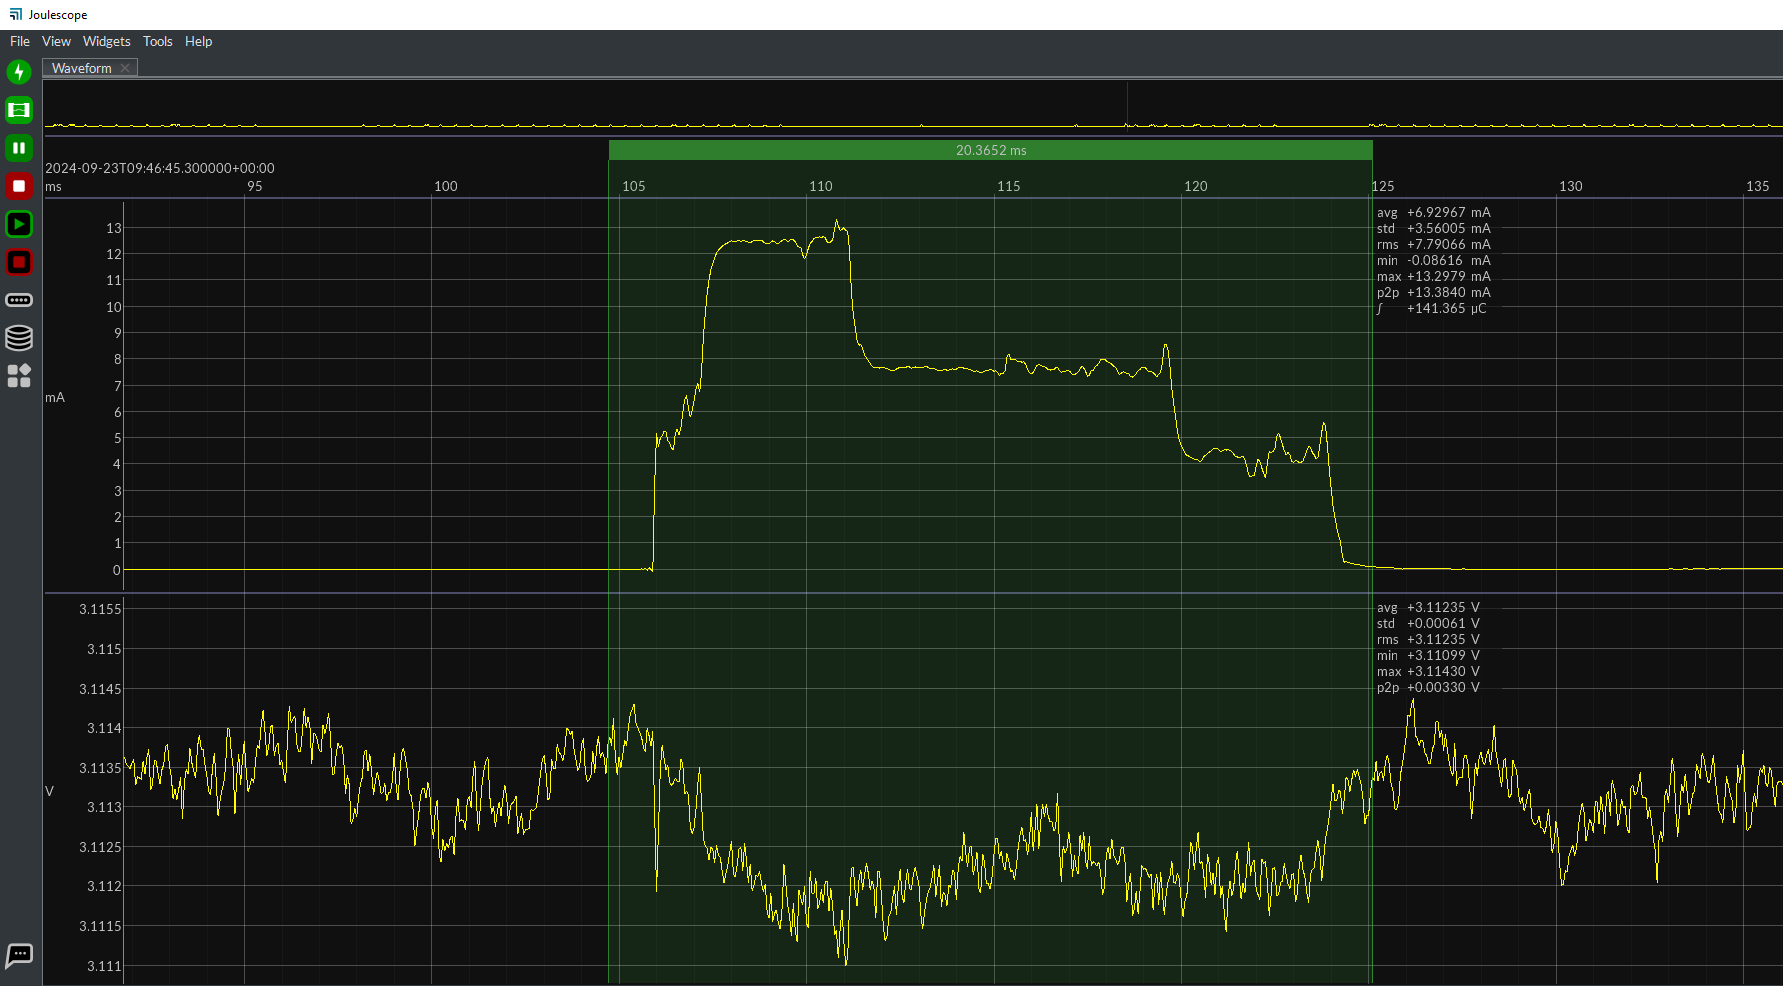 Joulescope
File View Widgets Tools Help
Waveform
20.3652 ms
2024-09-23T09:46:45.300000+00:00
ms 95 100 105 110 115 120 125 130 135
13
12
11
10
9
8
7
6
5
4
3
2
1
0
mA
avg +6.92967 mA
std +3.56005 mA
rms +7.79066 mA
min -0.08616 mA
max +13.2979 mA
p2p +13.3840 mA
∫ +141.365 µC
3.1155
3.115
3.1145
3.114
3.1135
3.113
3.1125
3.112
3.1115
3.111
V
avg +3.11235 V
std +0.00061 V
rms +3.11235 V
min +3.11099 V
max +3.11430 V
p2p +0.00330 V